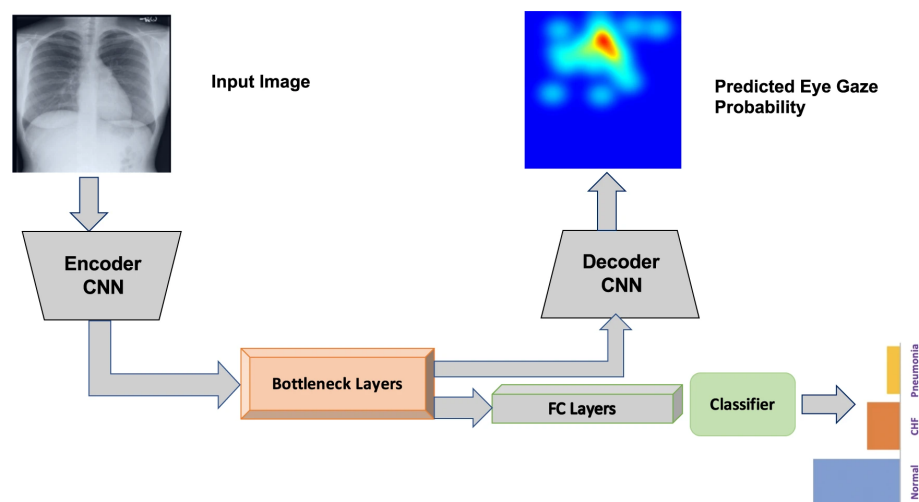 Input Image
Predicted Eye Gaze
Probability
Encoder
CNN
Decoder
CNN
Bottleneck Layers
FC Layers
Classifier
Pneumonia
CHF
Normal